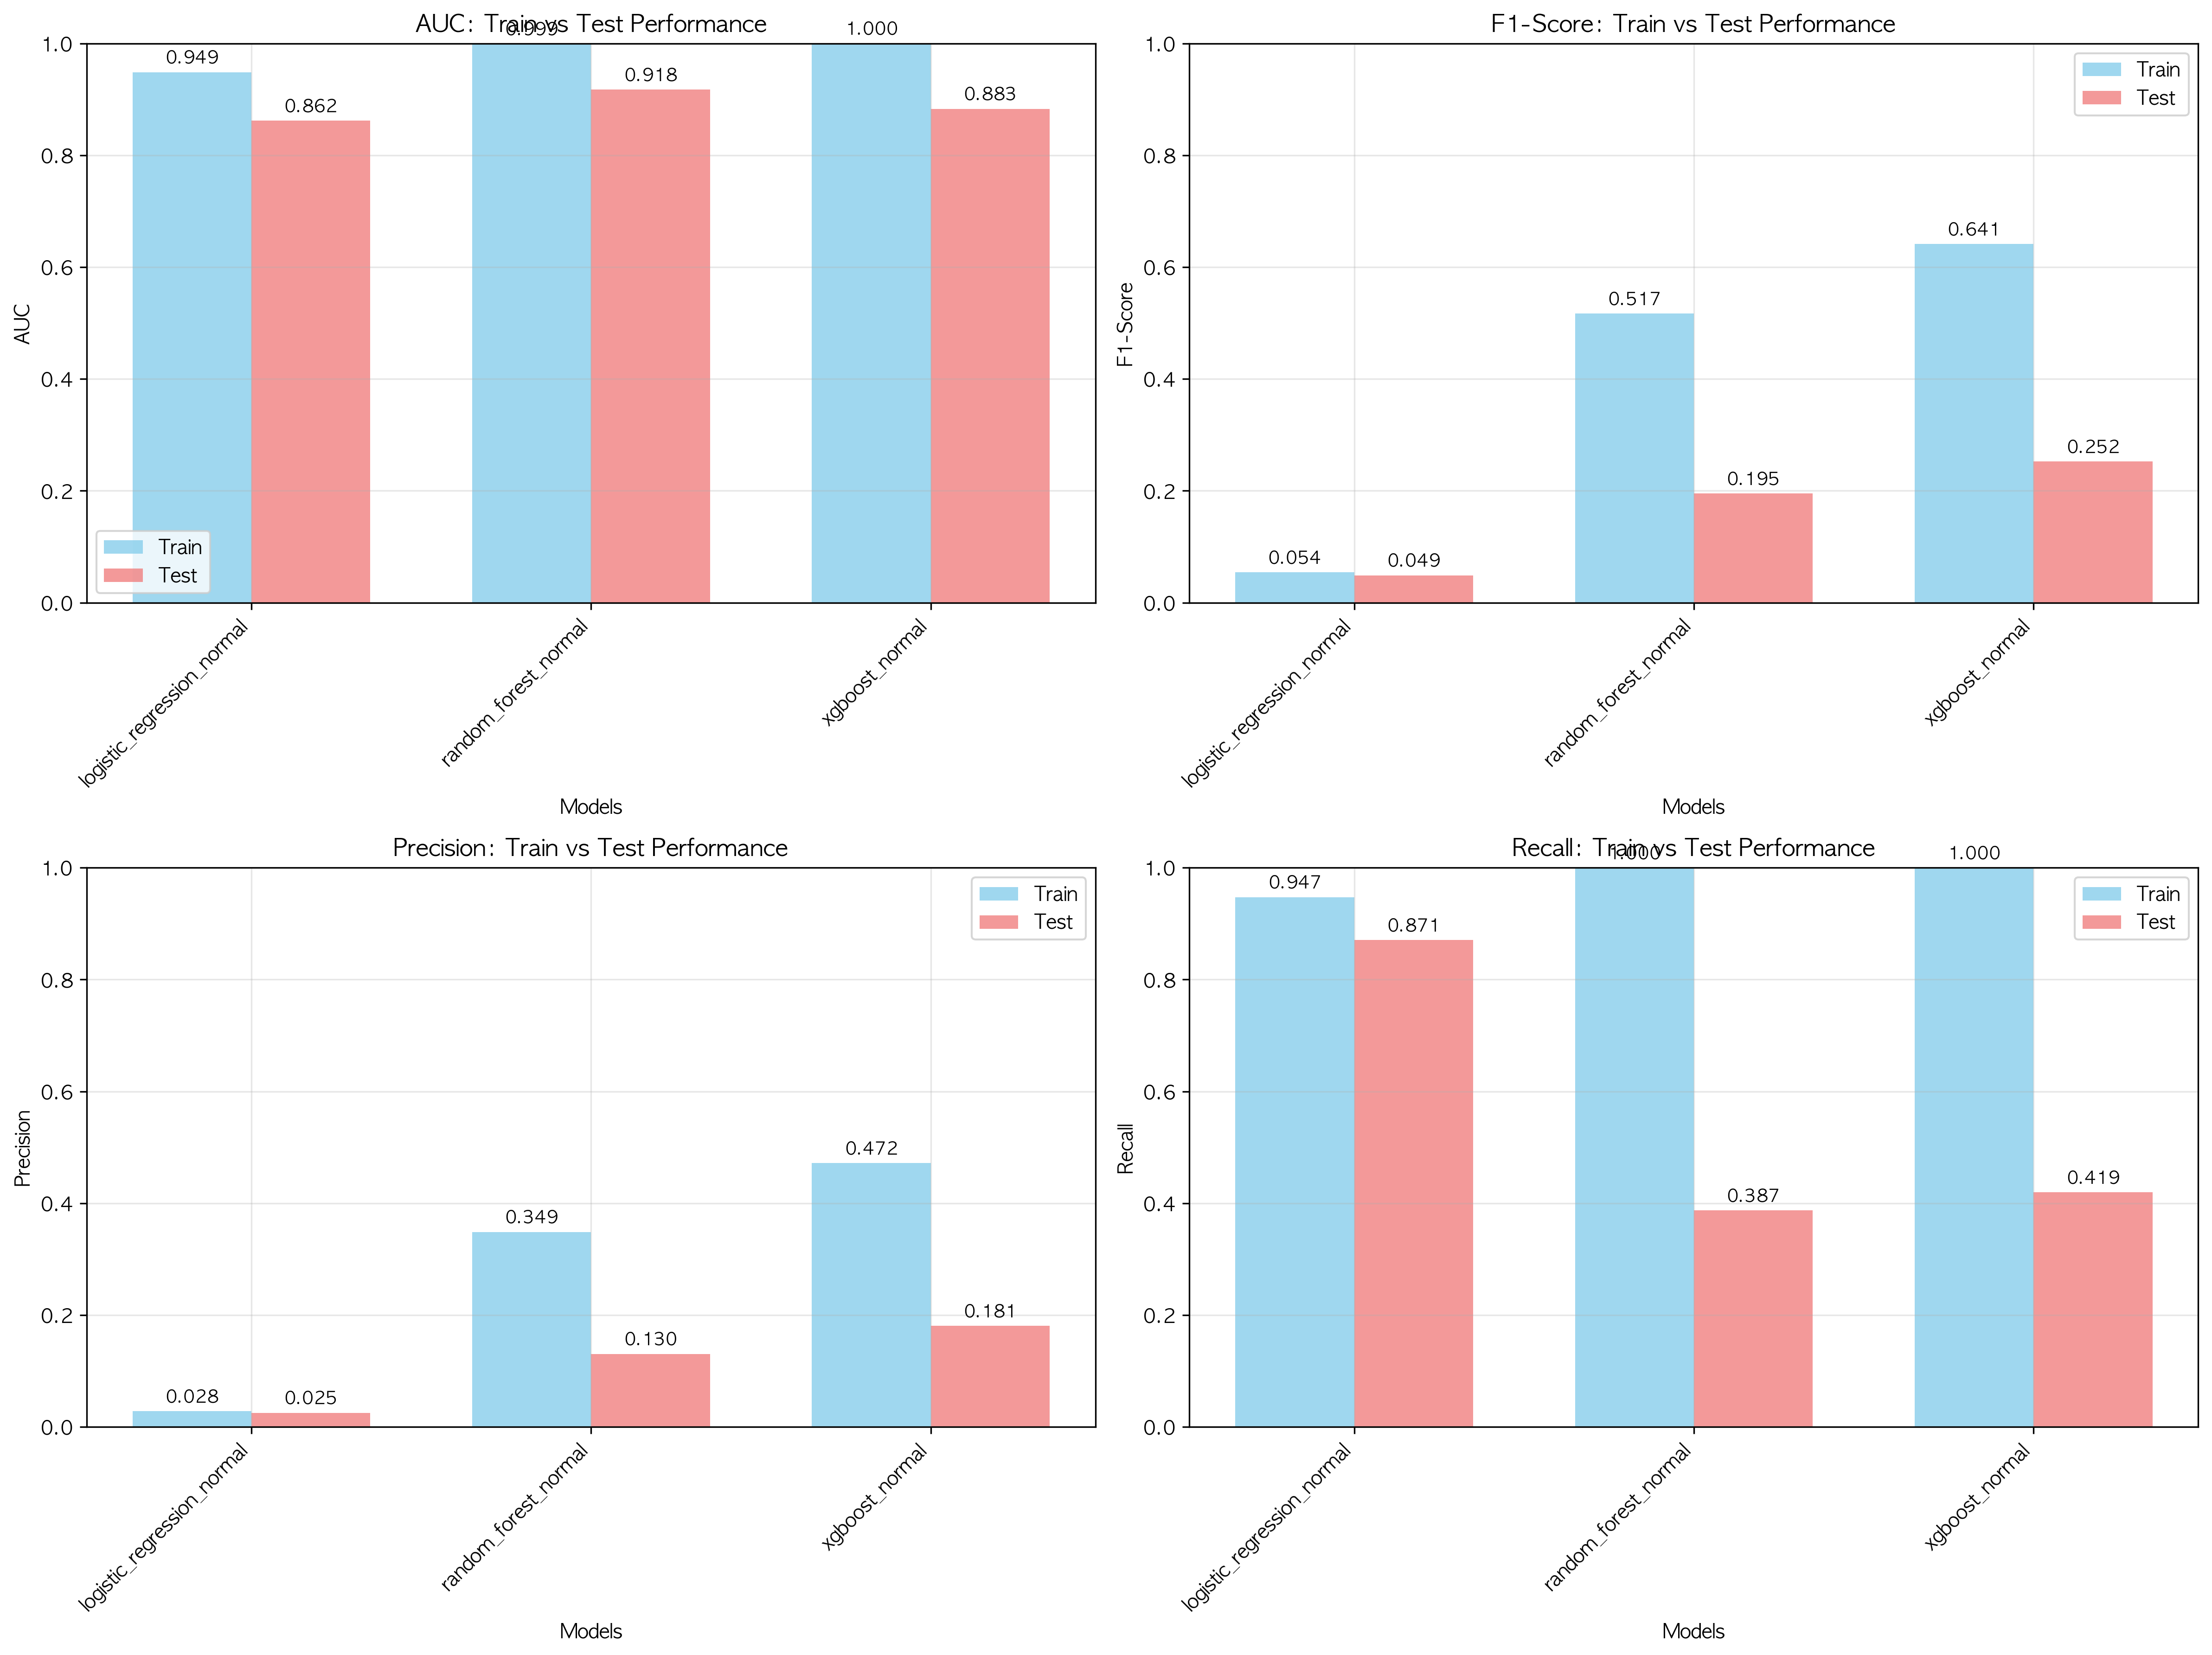 AUC: Train vs Test Performance
0.999
1.000
1.0
0.949
0.918
0.883
0.862
0.8
0.6
0.4
0.2
0.0
AUC
Train
Test
logistic_regression_normal
random_forest_normal
xgboost_normal
Models
F1-Score: Train vs Test Performance
1.0
0.8
0.6
0.4
0.2
0.0
F1-Score
Train
Test
0.641
0.517
0.252
0.195
0.054
0.049
logistic_regression_normal
random_forest_normal
xgboost_normal
Models
Precision: Train vs Test Performance
1.0
0.8
0.6
0.4
0.2
0.0
Precision
Train
Test
0.472
0.349
0.181
0.130
0.028
0.025
logistic_regression_normal
random_forest_normal
xgboost_normal
Models
Recall: Train vs Test Performance
1.000
1.000
1.0
0.947
0.871
0.8
0.6
0.4
0.2
0.0
Recall
Train
Test
0.419
0.387
logistic_regression_normal
random_forest_normal
xgboost_normal
Models